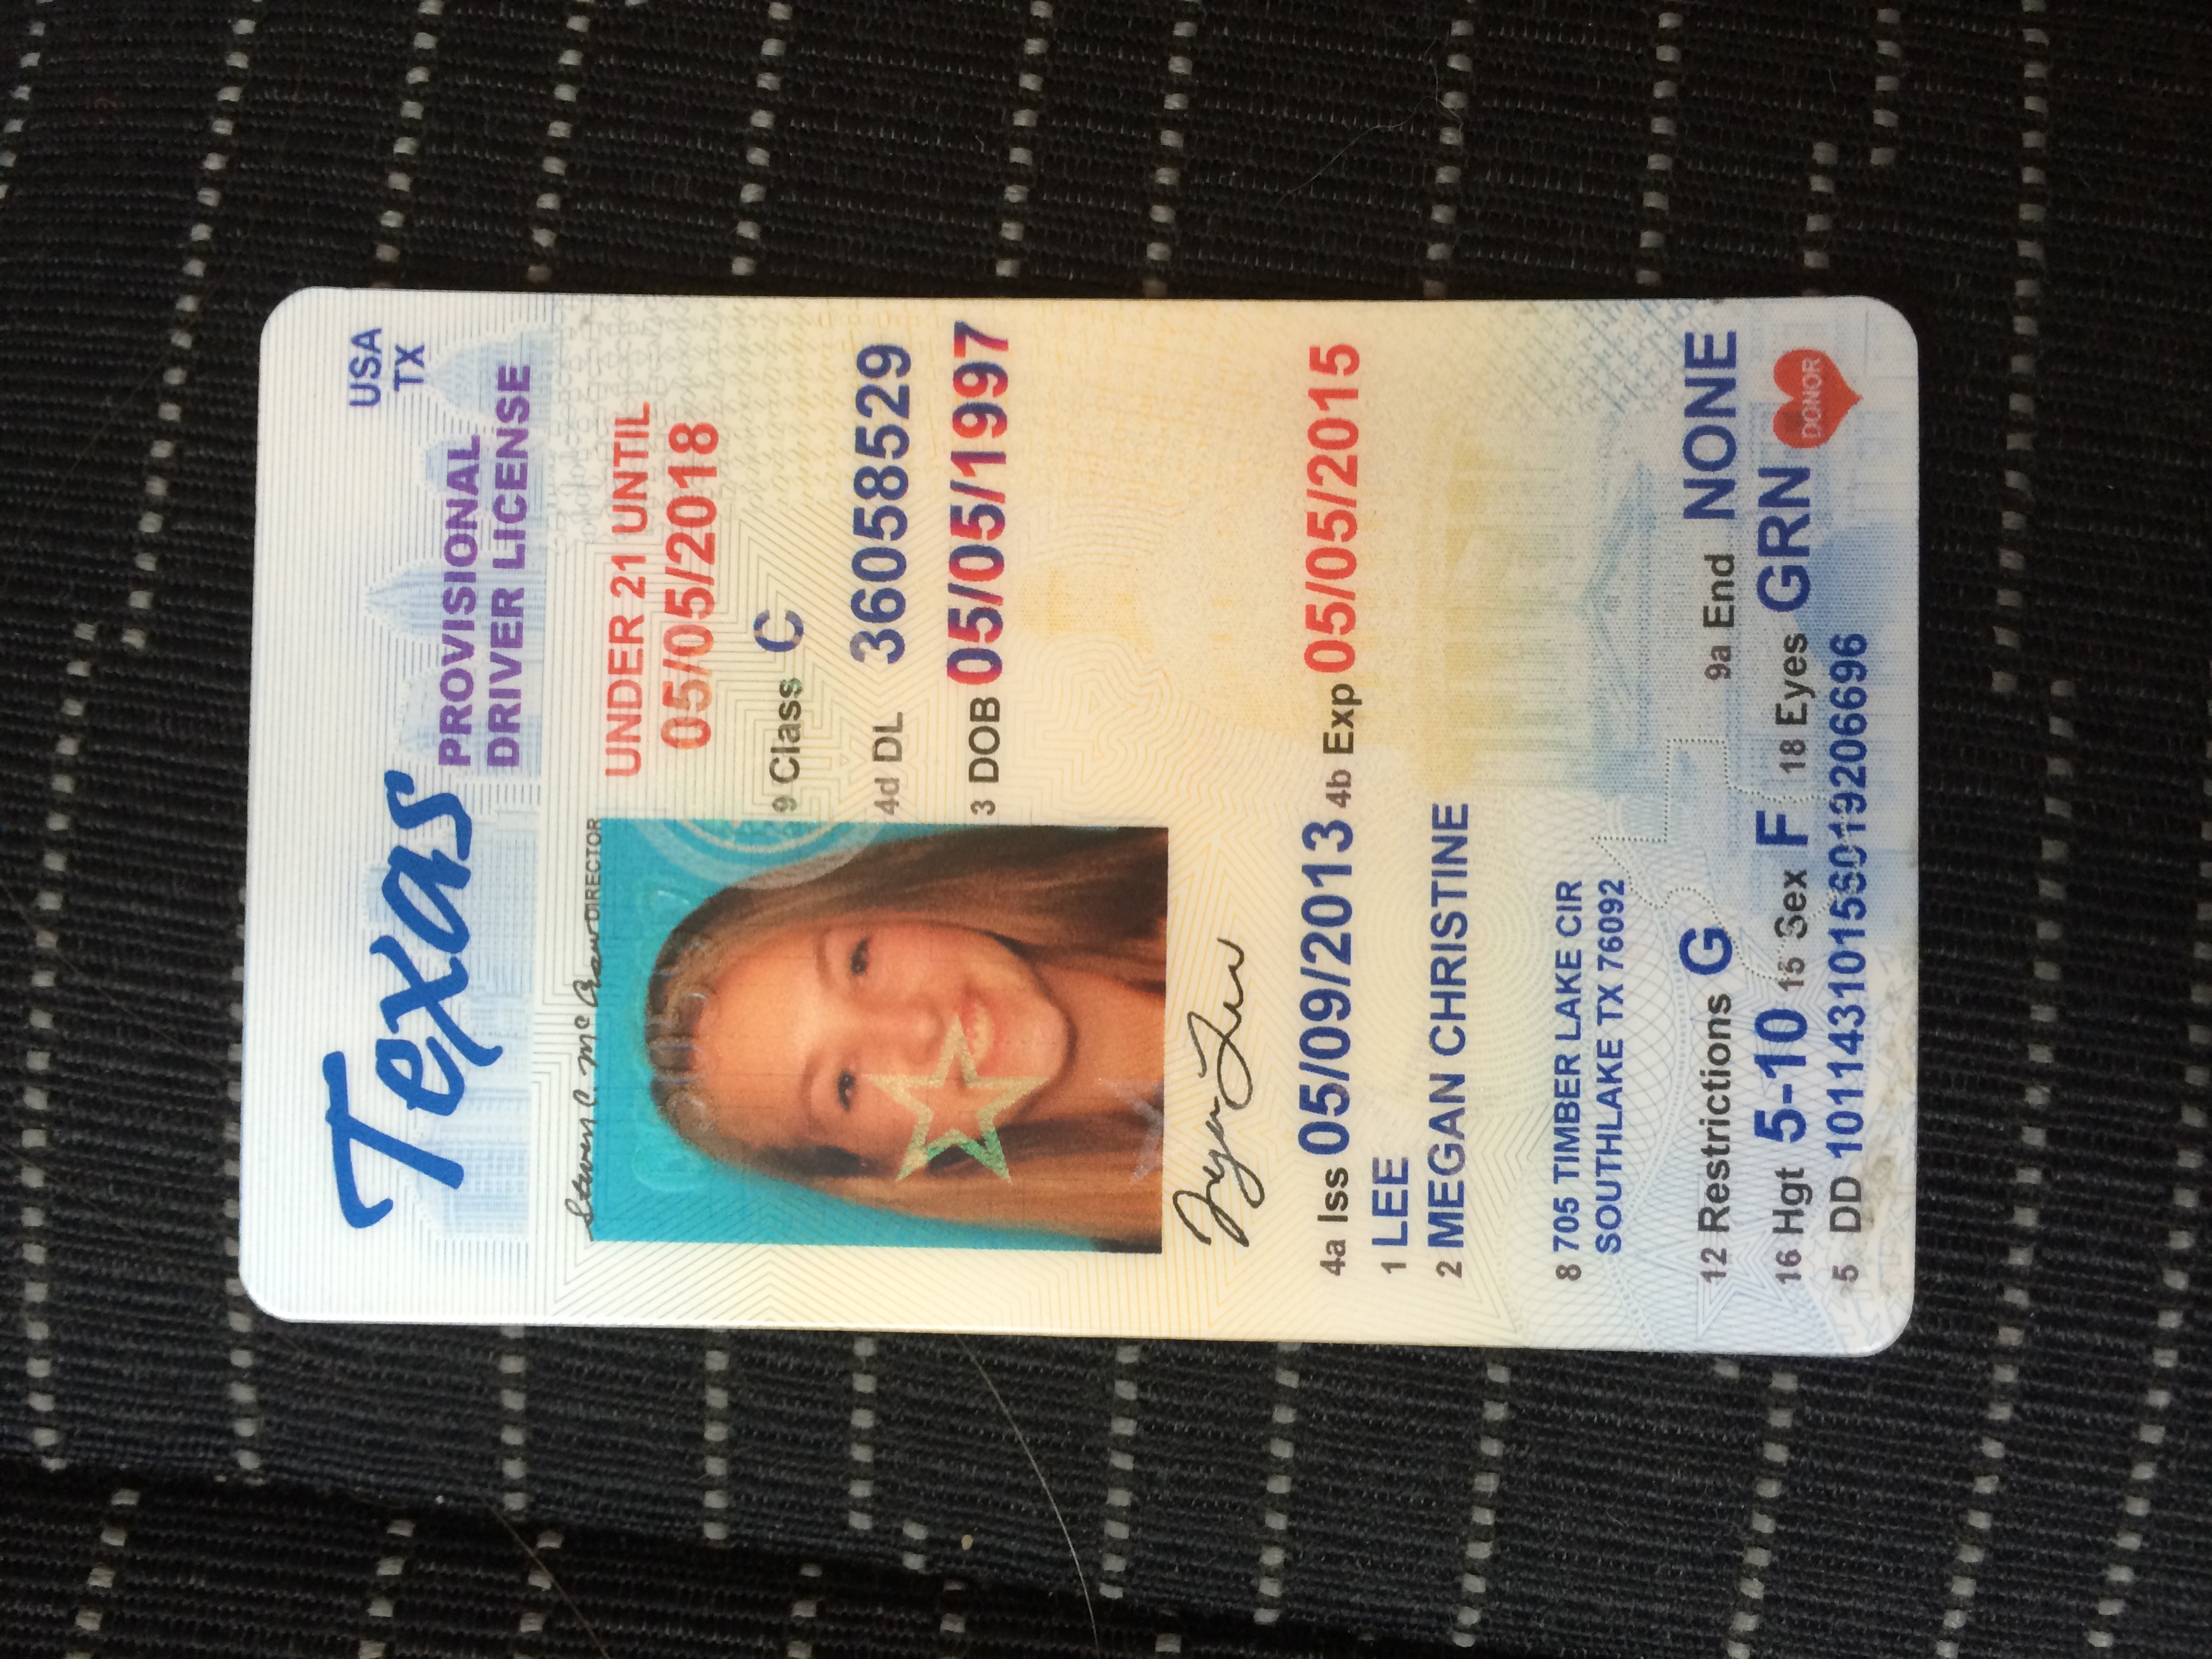 Texas
USA
TX
PROVISIONAL
DRIVER LICENSE
DIRECTOR
UNDER 21 UNTIL
05/05/2018
9 Class C
4d DL 36058529
3 DOB 05/05/1997
4a Iss 05/09/2013 4b Exp 05/05/2015
1 LEE
2 MEGAN CHRISTINE
8 705 TIMBER LAKE CIR
SOUTHLAKE TX 76092
12 Restrictions G 9a End NONE
16 Hgt 5-10 15 Sex F 18 Eyes GRN
5 DD 10114310156019206696
DONOR